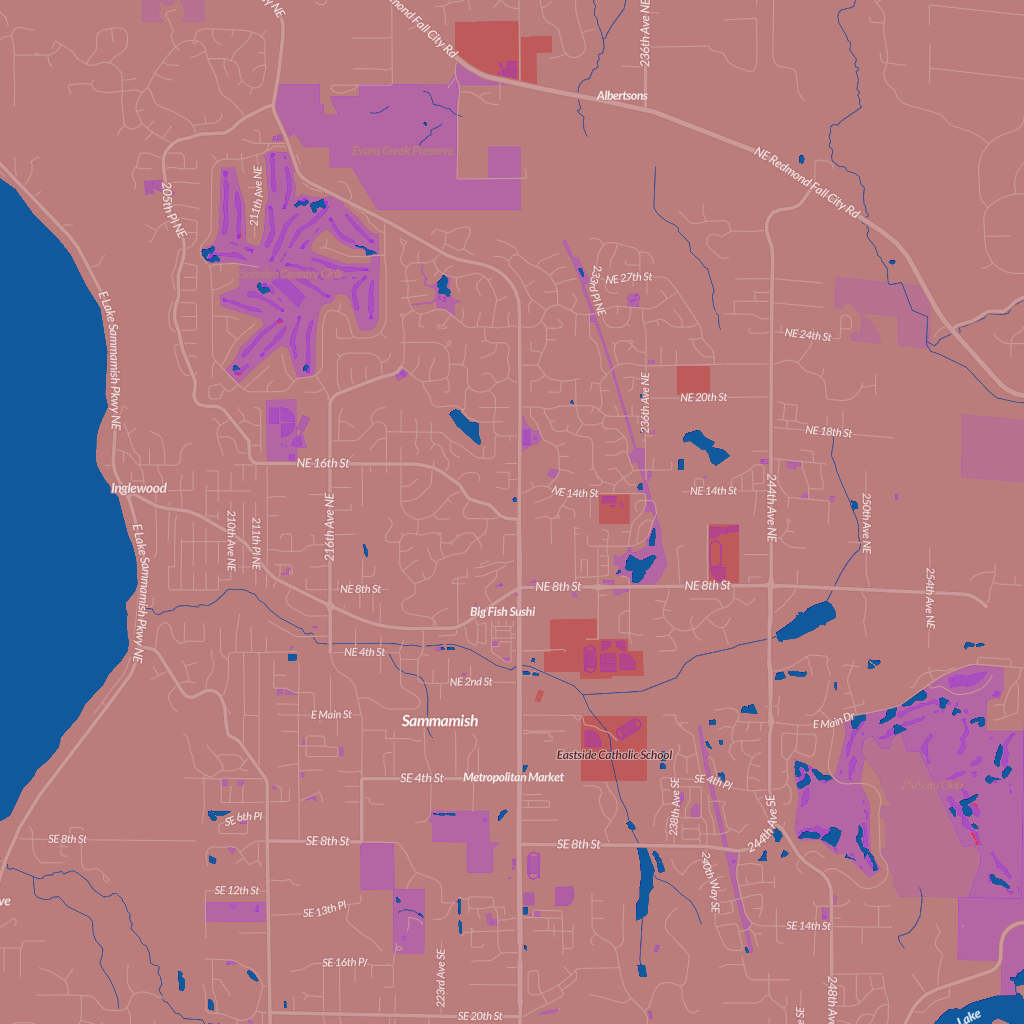 Redmond Fall City Rd
236th Ave NE
Albertsons
Evans Creek Preserve
NE Redmond Fall City Rd
205th Pl NE
211th Ave NE
Sahalee Country Club
233rd Pl NE
NE 27th St
E Lake Sammamish Pkwy NE
NE 24th St
236th Ave NE
NE 20th St
NE 18th St
NE 16th St
Inglewood
NE 14th St
NE 14th St
244th Ave NE
250th Ave NE
210th Ave NE
211th Pl NE
216th Ave NE
E Lake Sammamish Pkwy NE
NE 8th St
NE 8th St
NE 8th St
254th Ave NE
Big Fish Sushi
NE 4th St
NE 2nd St
E Main St
Sammamish
E Main Dr
Eastside Catholic School
SE 4th St
Metropolitan Market
SE 4th Pl
238th Ave SE
244th Ave SE
SE 6th Pl
SE 8th St
SE 8th St
SE 8th St
240th Way SE
SE 12th St
SE 13th Pl
SE 14th St
SE 16th Pl
223rd Ave SE
248th Ave
SE 20th St
Lake